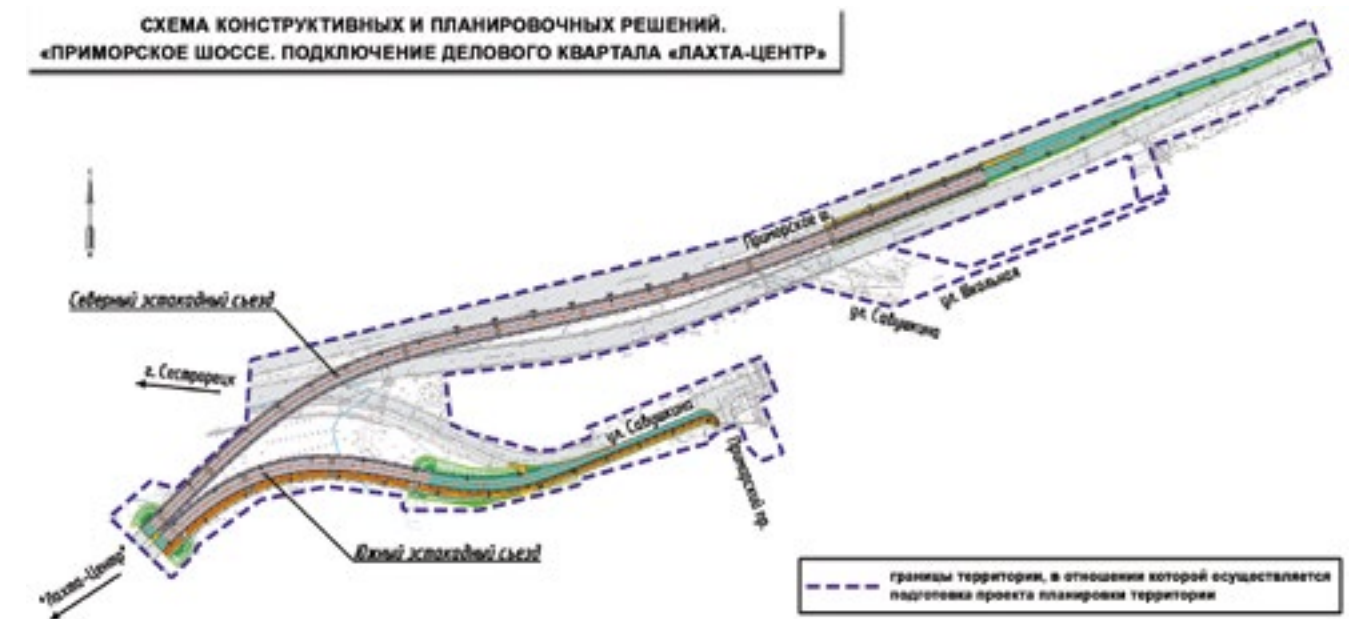 СХЕМА КОНСТРУКТИВНЫХ И ПЛАНИРОВОЧНЫХ РЕШЕНИЙ.
«ПРИМОРСКОЕ ШОССЕ. ПОДКЛЮЧЕНИЕ ДЕЛОВОГО КВАРТАЛА «ЛАХТА-ЦЕНТР»
Приморское ш.
Северный эстакадный съезд
ул. Школьная
ул. Савушкина
г. Сестрорецк
ул. Савушкина
Приморский пр.
Южный эстакадный съезд
"Лахта-Центр"
границы территории, в отношении которой осуществляется
подготовка проекта планировки территории